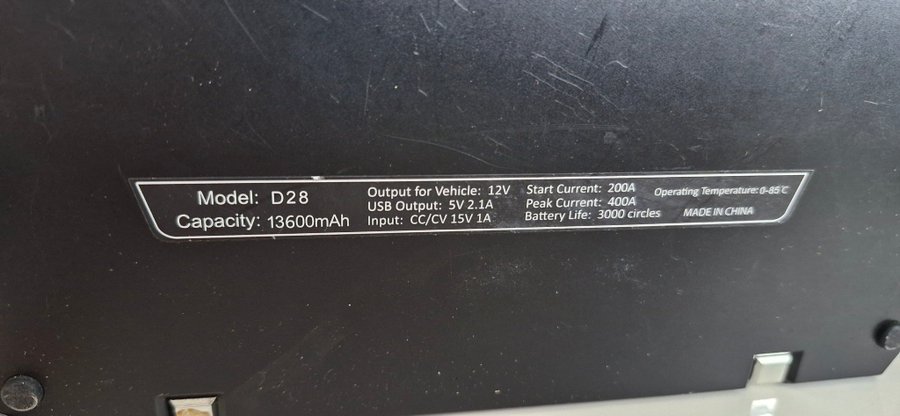 Model: D28
Capacity: 13600mAh
Output for Vehicle: 12V
USB Output: 5V 2.1A
Input: CC/CV 15V 1A
Start Current: 200A
Peak Current: 400A
Battery Life: 3000 circles
Operating Temperature: 0-85°C
MADE IN CHINA